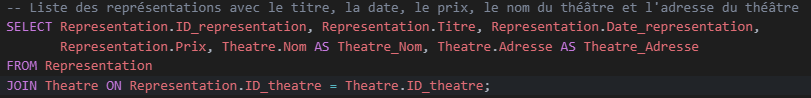 -- Liste des représentations avec le titre, la date, le prix, le nom du théâtre et l'adresse du théâtre
SELECT Representation.ID_representation, Representation.Titre, Representation.Date_representation,
       Representation.Prix, Theatre.Nom AS Theatre_Nom, Theatre.Adresse AS Theatre_Adresse
FROM Representation
JOIN Theatre ON Representation.ID_theatre = Theatre.ID_theatre;